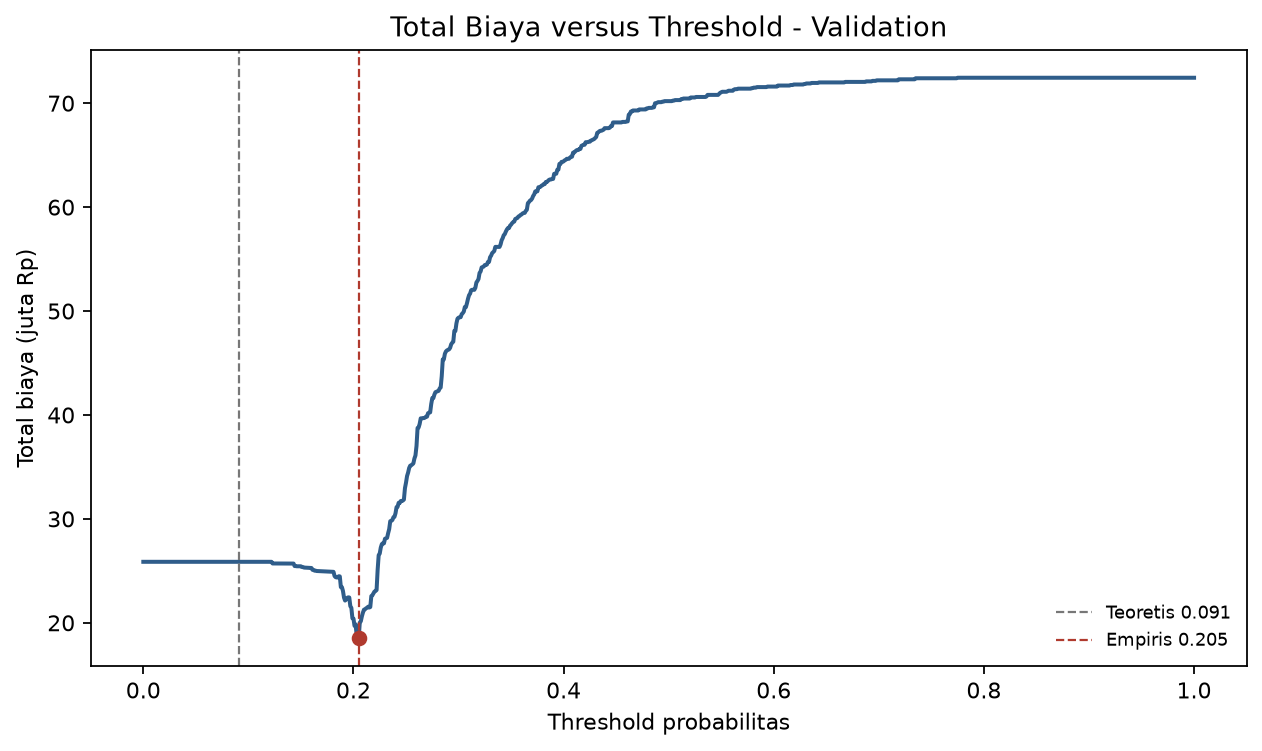 Total Biaya versus Threshold - Validation
Total biaya (juta Rp)
70
60
50
40
30
20
0.0 0.2 0.4 0.6 0.8 1.0
Threshold probabilitas
Teoretis 0.091
Empiris 0.205